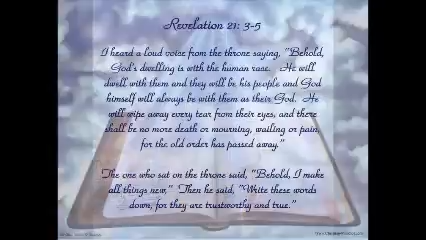 Revelation 21: 3-5
I heard a loud voice from the throne saying, "Behold,
God's dwelling is with the human race. He will
dwell with them and they will be his people and God
himself will always be with them as their God. He
will wipe away every tear from their eyes, and there
shall be no more death or mourning, wailing or pain,
for the old order has passed away."
The one who sat on the throne said, "Behold, I make
all things new." Then he said, "Write these words
down, for they are trustworthy and true."